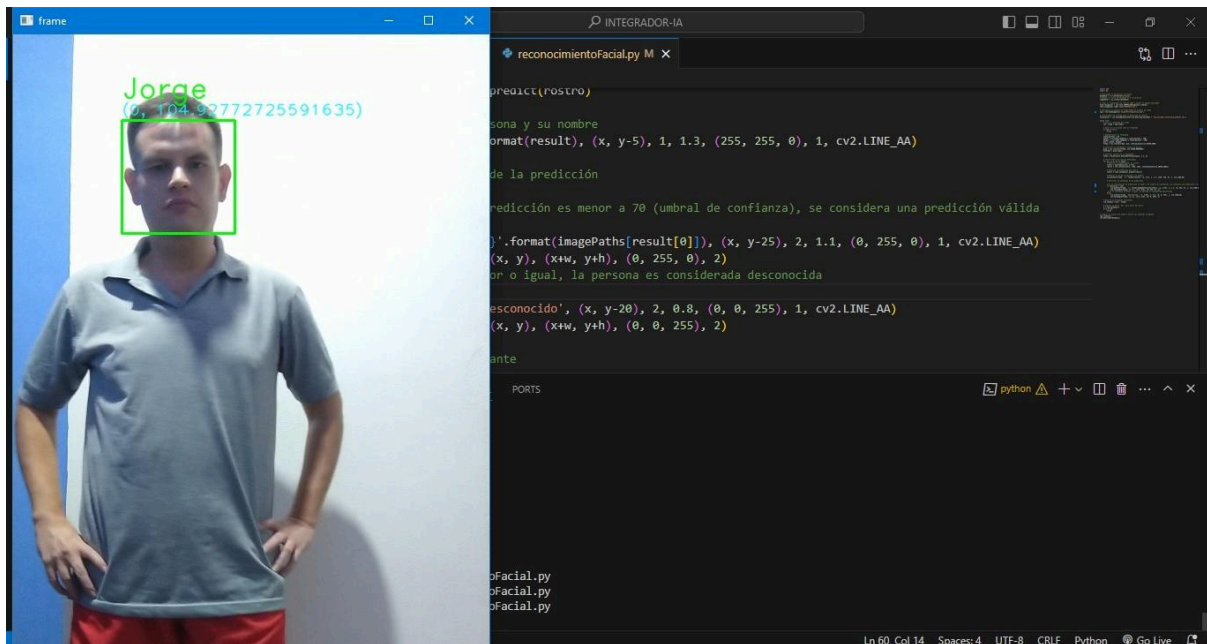 frame
INTEGRADOR-IA
reconocimientoFacial.py M
Jorge
(0, 104.92772725591635)
predict(rostro)
sona y su nombre
ormat(result), (x, y-5), 1, 1.3, (255, 255, 0), 1, cv2.LINE_AA)
de la predicción
redicción es menor a 70 (umbral de confianza), se considera una predicción válida
}'.format(imagePaths[result[0]]), (x, y-25), 2, 1.1, (0, 255, 0), 1, cv2.LINE_AA)
(x, y), (x+w, y+h), (0, 255, 0), 2)
or o igual, la persona es considerada desconocida
esconocido', (x, y-20), 2, 0.8, (0, 0, 255), 1, cv2.LINE_AA)
(x, y), (x+w, y+h), (0, 0, 255), 2)
ante
PORTS
python
oFacial.py
oFacial.py
oFacial.py
Ln 60, Col 14 Spaces: 4 UTF-8 CRLF Python Go Live